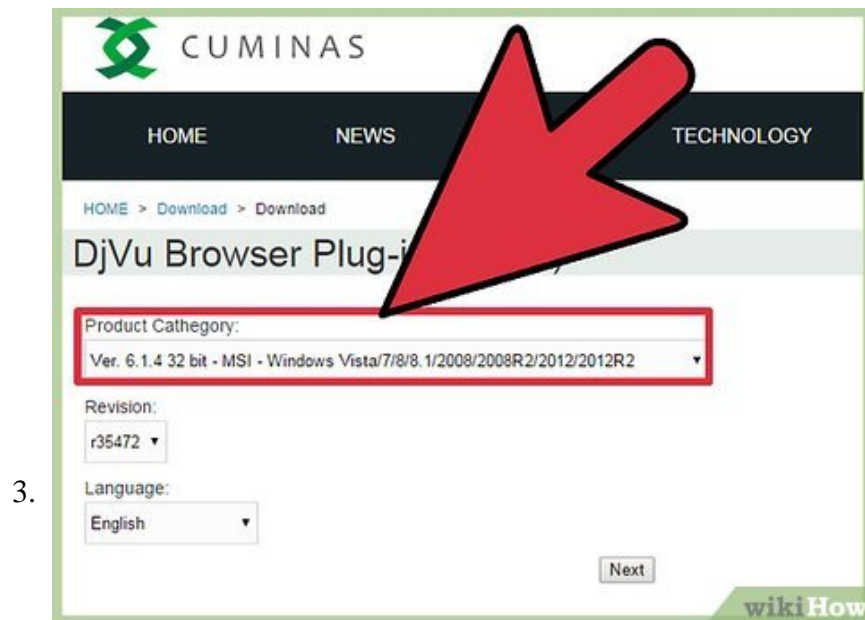 CUMINAS
HOME NEWS TECHNOLOGY
HOME > Download > Download
DjVu Browser
Product Cathegory:
Ver. 6.1.4 32 bit - MSI - Windows Vista/7/8/8.1/2008/2008R2/2012/2012R2
Revision:
r35472
3.
Language:
English
Next
wikiHow